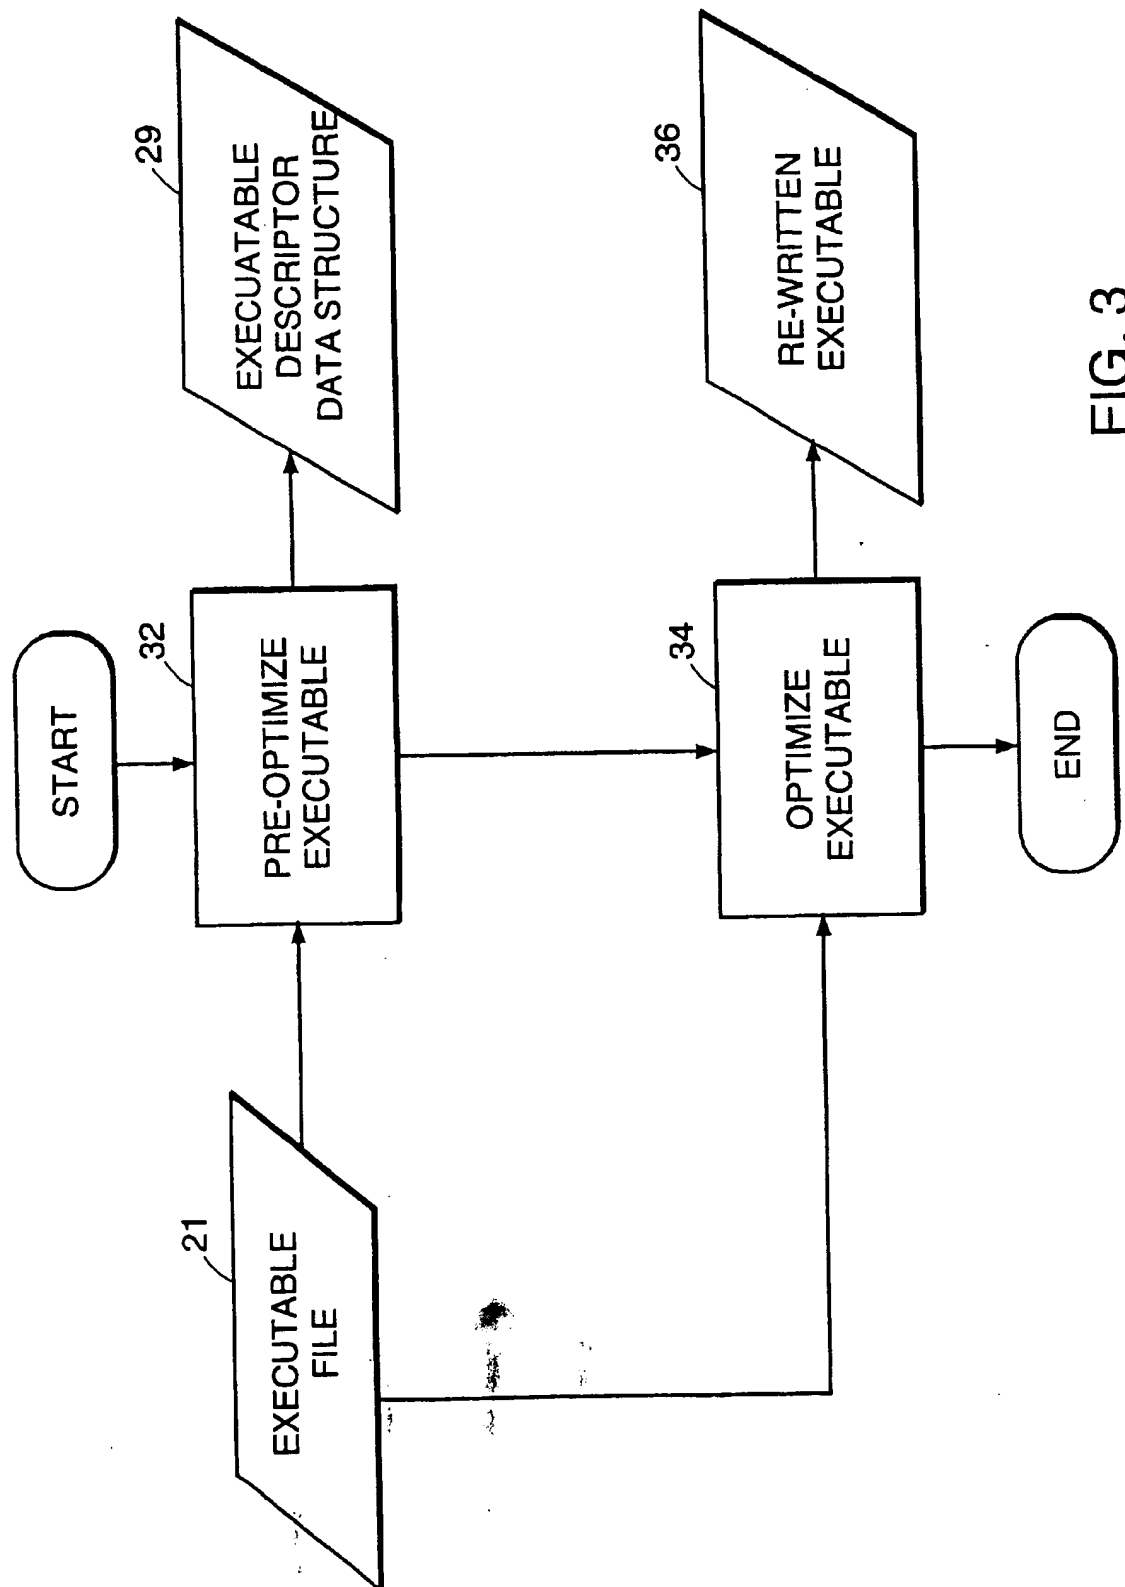 START
32
PRE-OPTIMIZE
EXECUTABLE
21
EXECUTABLE
FILE
29
EXECUATABLE
DESCRIPTOR
DATA STRUCTURE
34
OPTIMIZE
EXECUTABLE
36
RE-WRITTEN
EXECUTABLE
END
FIG. 3